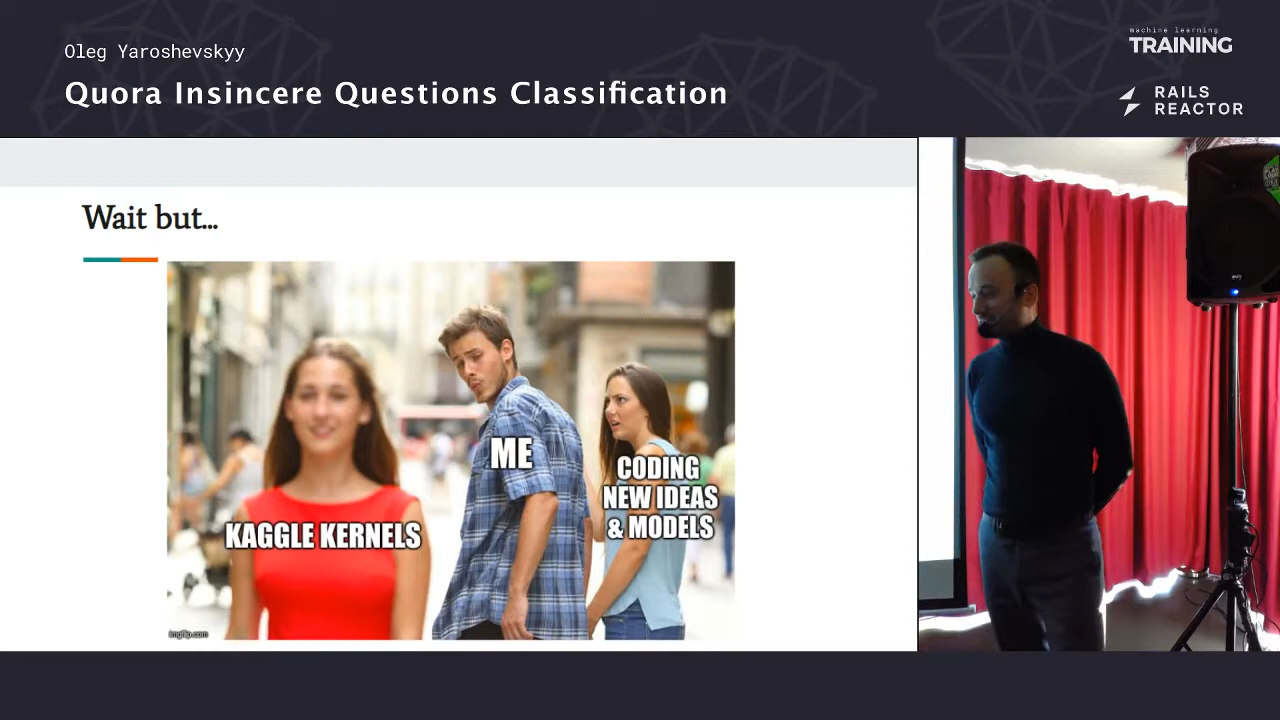 Oleg Yaroshevskyy
Quora Insincere Questions Classification
machine learning
TRAINING
RAILS
REACTOR
Wait but...
ME
CODING
NEW IDEAS
& MODELS
KAGGLE KERNELS
imgflip.com